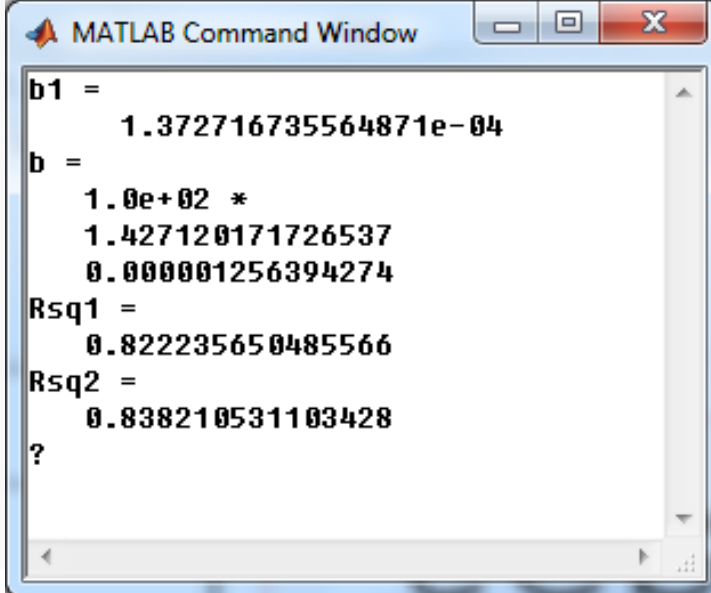 MATLAB Command Window
b1 =
1.372716735564871e-04
b =
1.0e+02 *
1.427120171726537
0.000001256394274
Rsq1 =
0.822235650485566
Rsq2 =
0.838210531103428
?